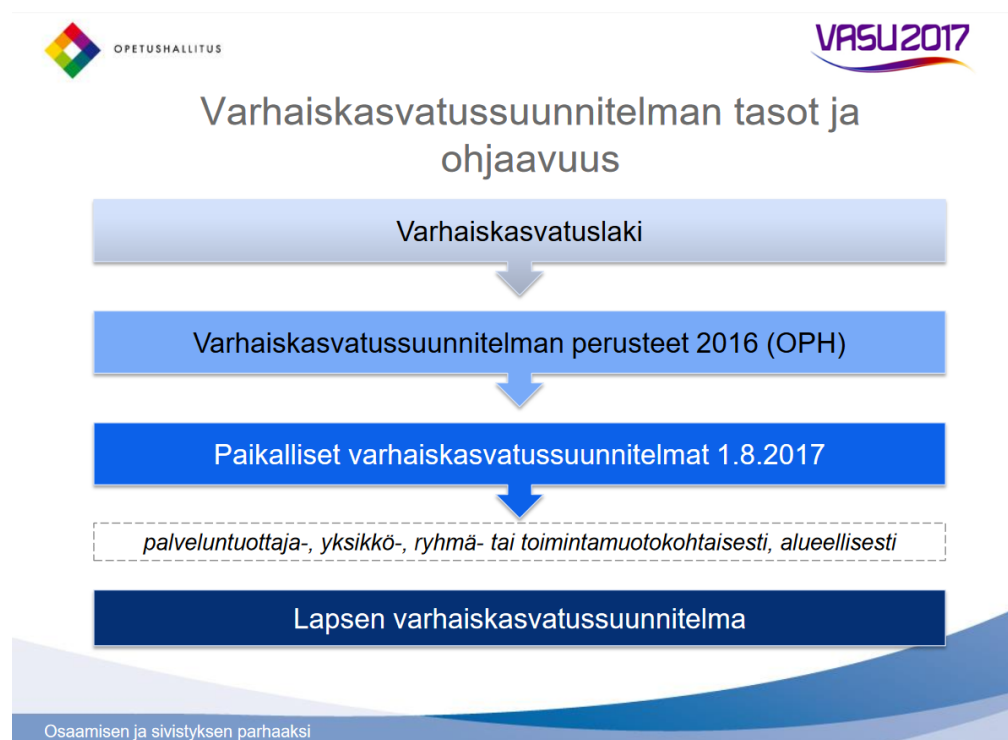 OPETUSHALLITUS
VASU2017
Varhaiskasvatussuunnitelman tasot ja
ohjaavuus
Varhaiskasvatuslaki
Varhaiskasvatussuunnitelman perusteet 2016 (OPH)
Paikalliset varhaiskasvatussuunnitelmat 1.8.2017
palveluntuottaja-, yksikkö-, ryhmä- tai toimintamuotokohtaisesti, alueellisesti
Lapsen varhaiskasvatussuunnitelma
Osaamisen ja sivistyksen parhaaksi